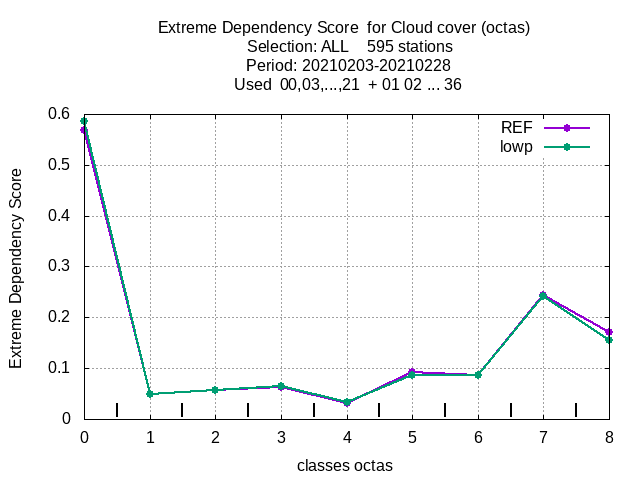 Extreme Dependency Score  for Cloud cover (octas)
Selection: ALL    595 stations
Period: 20210203-20210228
Used  00,03,...,21  + 01 02 ... 36
REF
lowp
Extreme Dependency Score
0.6
0.5
0.4
0.3
0.2
0.1
0
0 1 2 3 4 5 6 7 8
classes octas